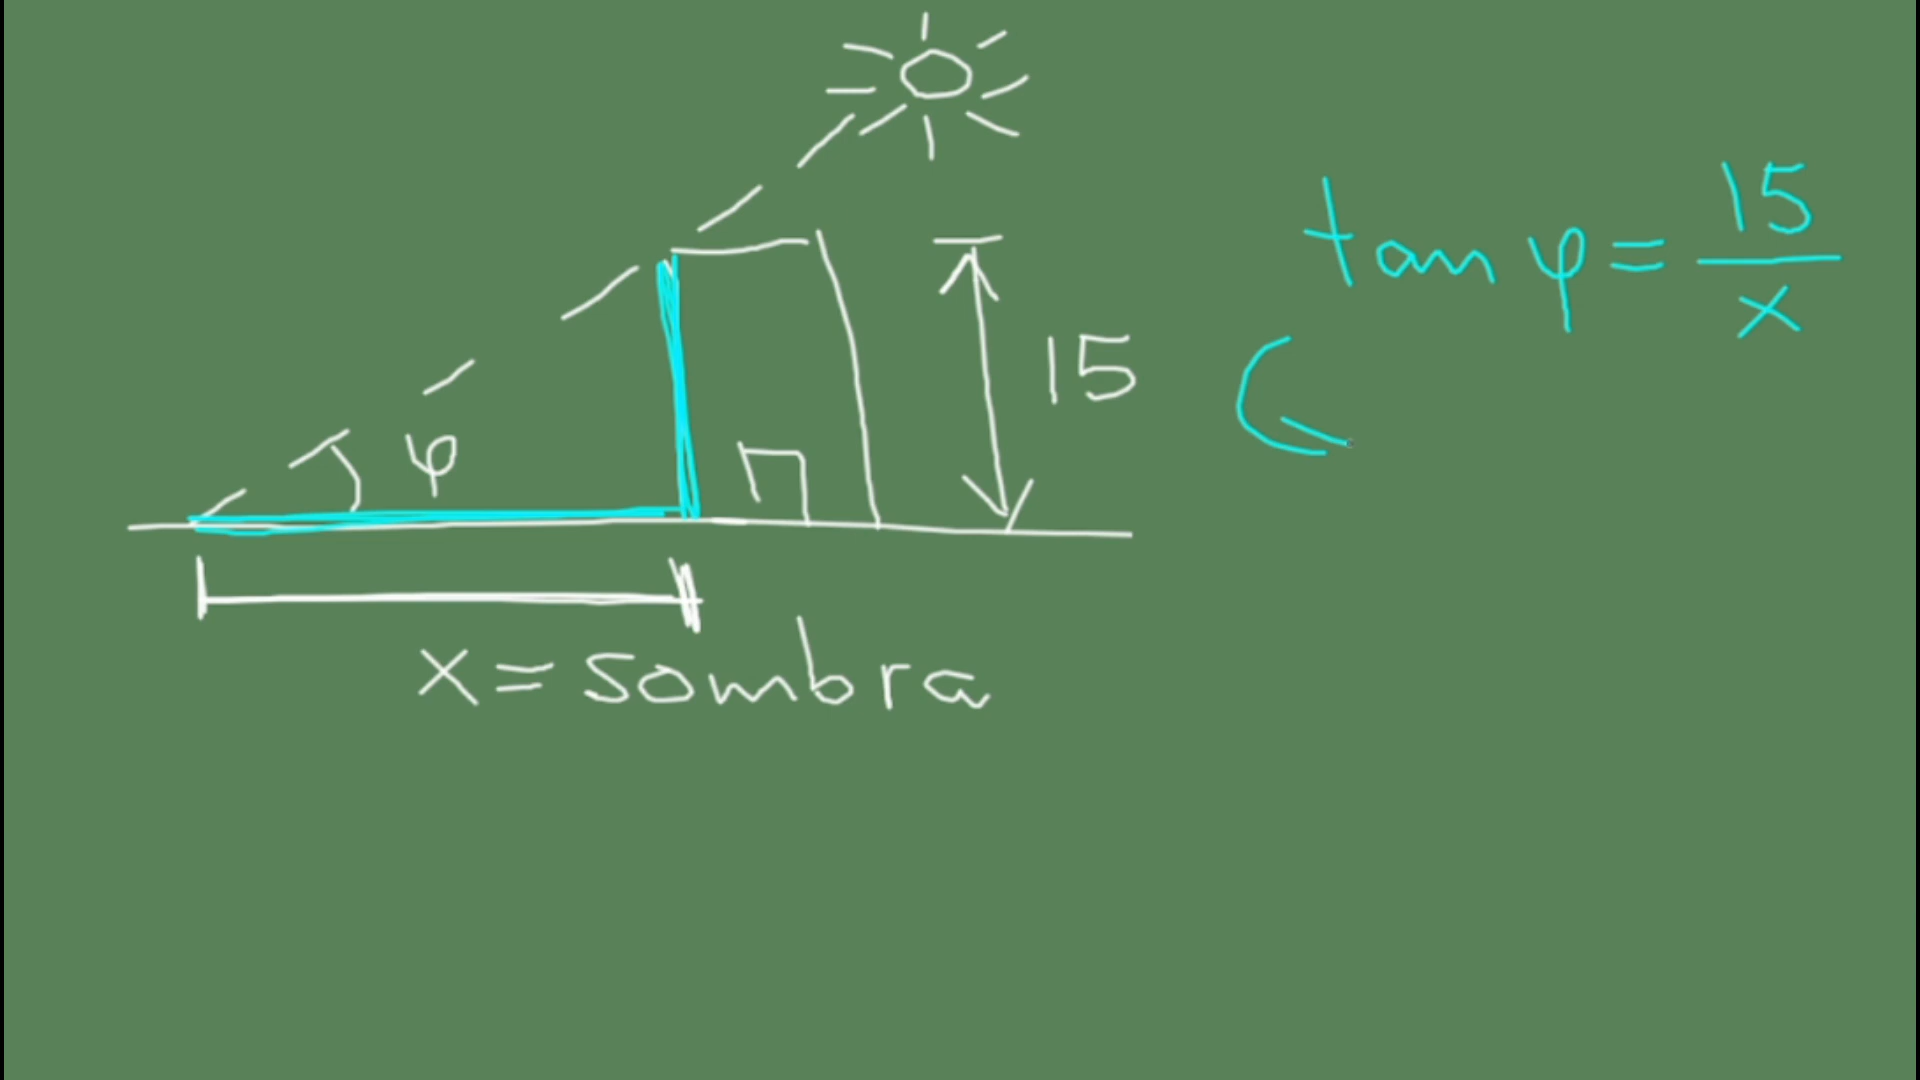 φ
15
x = sombra
tan φ = 15/x